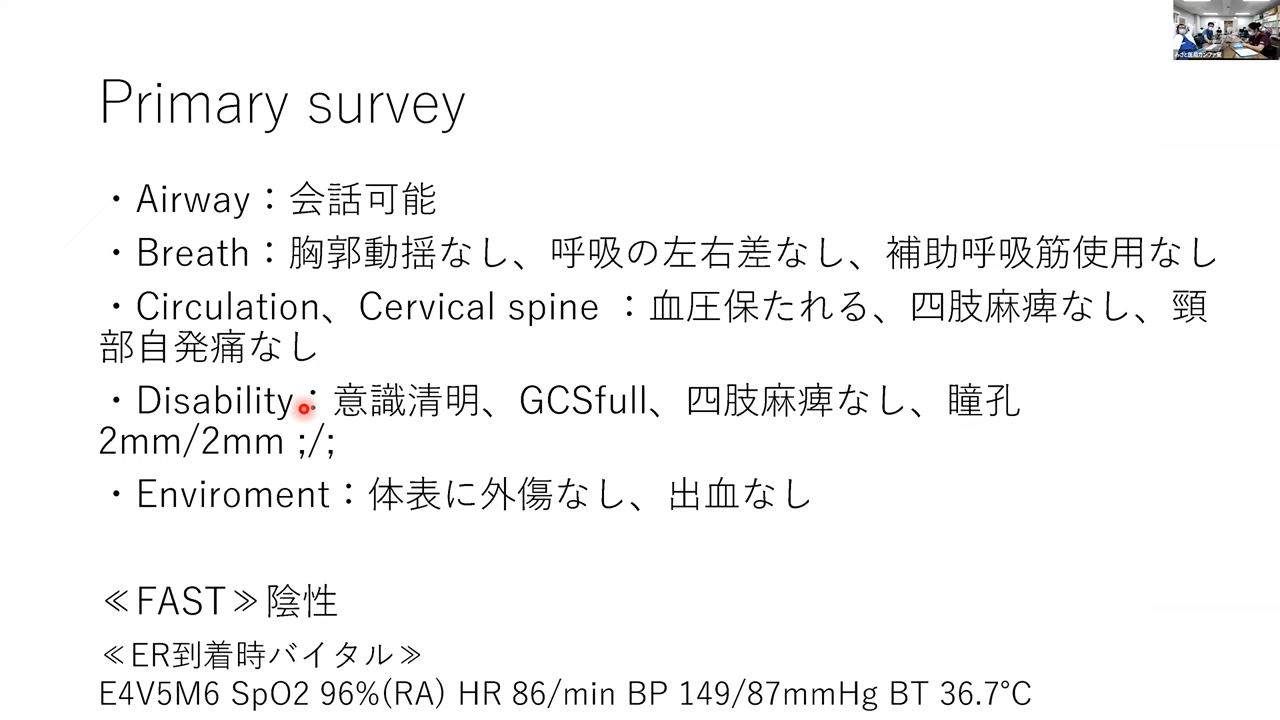 Primary survey
・Airway：会話可能
・Breath：胸郭動揺なし、呼吸の左右差なし、補助呼吸筋使用なし
・Circulation、Cervical spine ：血圧保たれる、四肢麻痺なし、頸
部自発痛なし
・Disability：意識清明、GCSfull、四肢麻痺なし、瞳孔
2mm/2mm ;/;
・Enviroment：体表に外傷なし、出血なし
≪FAST≫陰性
≪ER到着時バイタル≫
E4V5M6 SpO2 96%(RA) HR 86/min BP 149/87mmHg BT 36.7℃